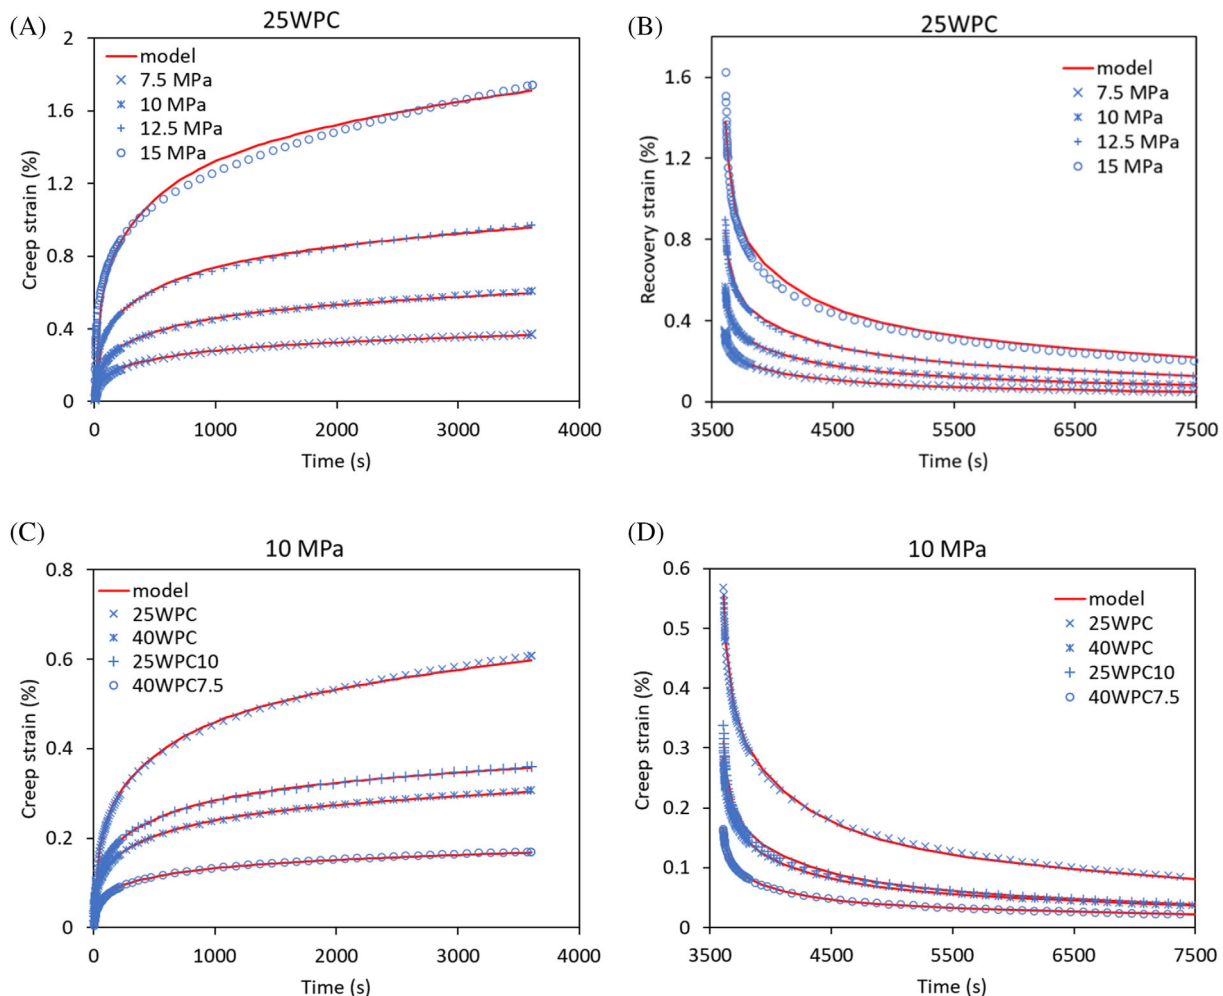 (A)
25WPC
2
1.6
1.2
0.8
0.4
0
Creep strain (%)
model
7.5 MPa
10 MPa
12.5 MPa
15 MPa
0 1000 2000 3000 4000
Time (s)
(B)
25WPC
1.6
1.2
0.8
0.4
0
Recovery strain (%)
model
7.5 MPa
10 MPa
12.5 MPa
15 MPa
3500 4500 5500 6500 7500
Time (s)
(C)
10 MPa
0.8
0.6
0.4
0.2
0
Creep strain (%)
model
25WPC
40WPC
25WPC10
40WPC7.5
0 1000 2000 3000 4000
Time (s)
(D)
10 MPa
0.6
0.5
0.4
0.3
0.2
0.1
0
Creep strain (%)
model
25WPC
40WPC
25WPC10
40WPC7.5
3500 4500 5500 6500 7500
Time (s)